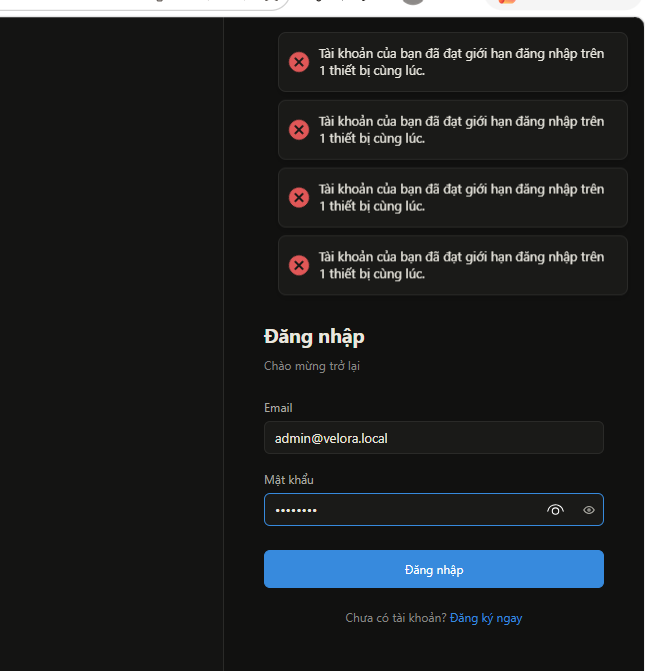 Tài khoản của bạn đã đạt giới hạn đăng nhập trên
1 thiết bị cùng lúc.
Tài khoản của bạn đã đạt giới hạn đăng nhập trên
1 thiết bị cùng lúc.
Tài khoản của bạn đã đạt giới hạn đăng nhập trên
1 thiết bị cùng lúc.
Tài khoản của bạn đã đạt giới hạn đăng nhập trên
1 thiết bị cùng lúc.
Đăng nhập
Chào mừng trở lại
Email
admin@velora.local
Mật khẩu
••••••••
Đăng nhập
Chưa có tài khoản? Đăng ký ngay